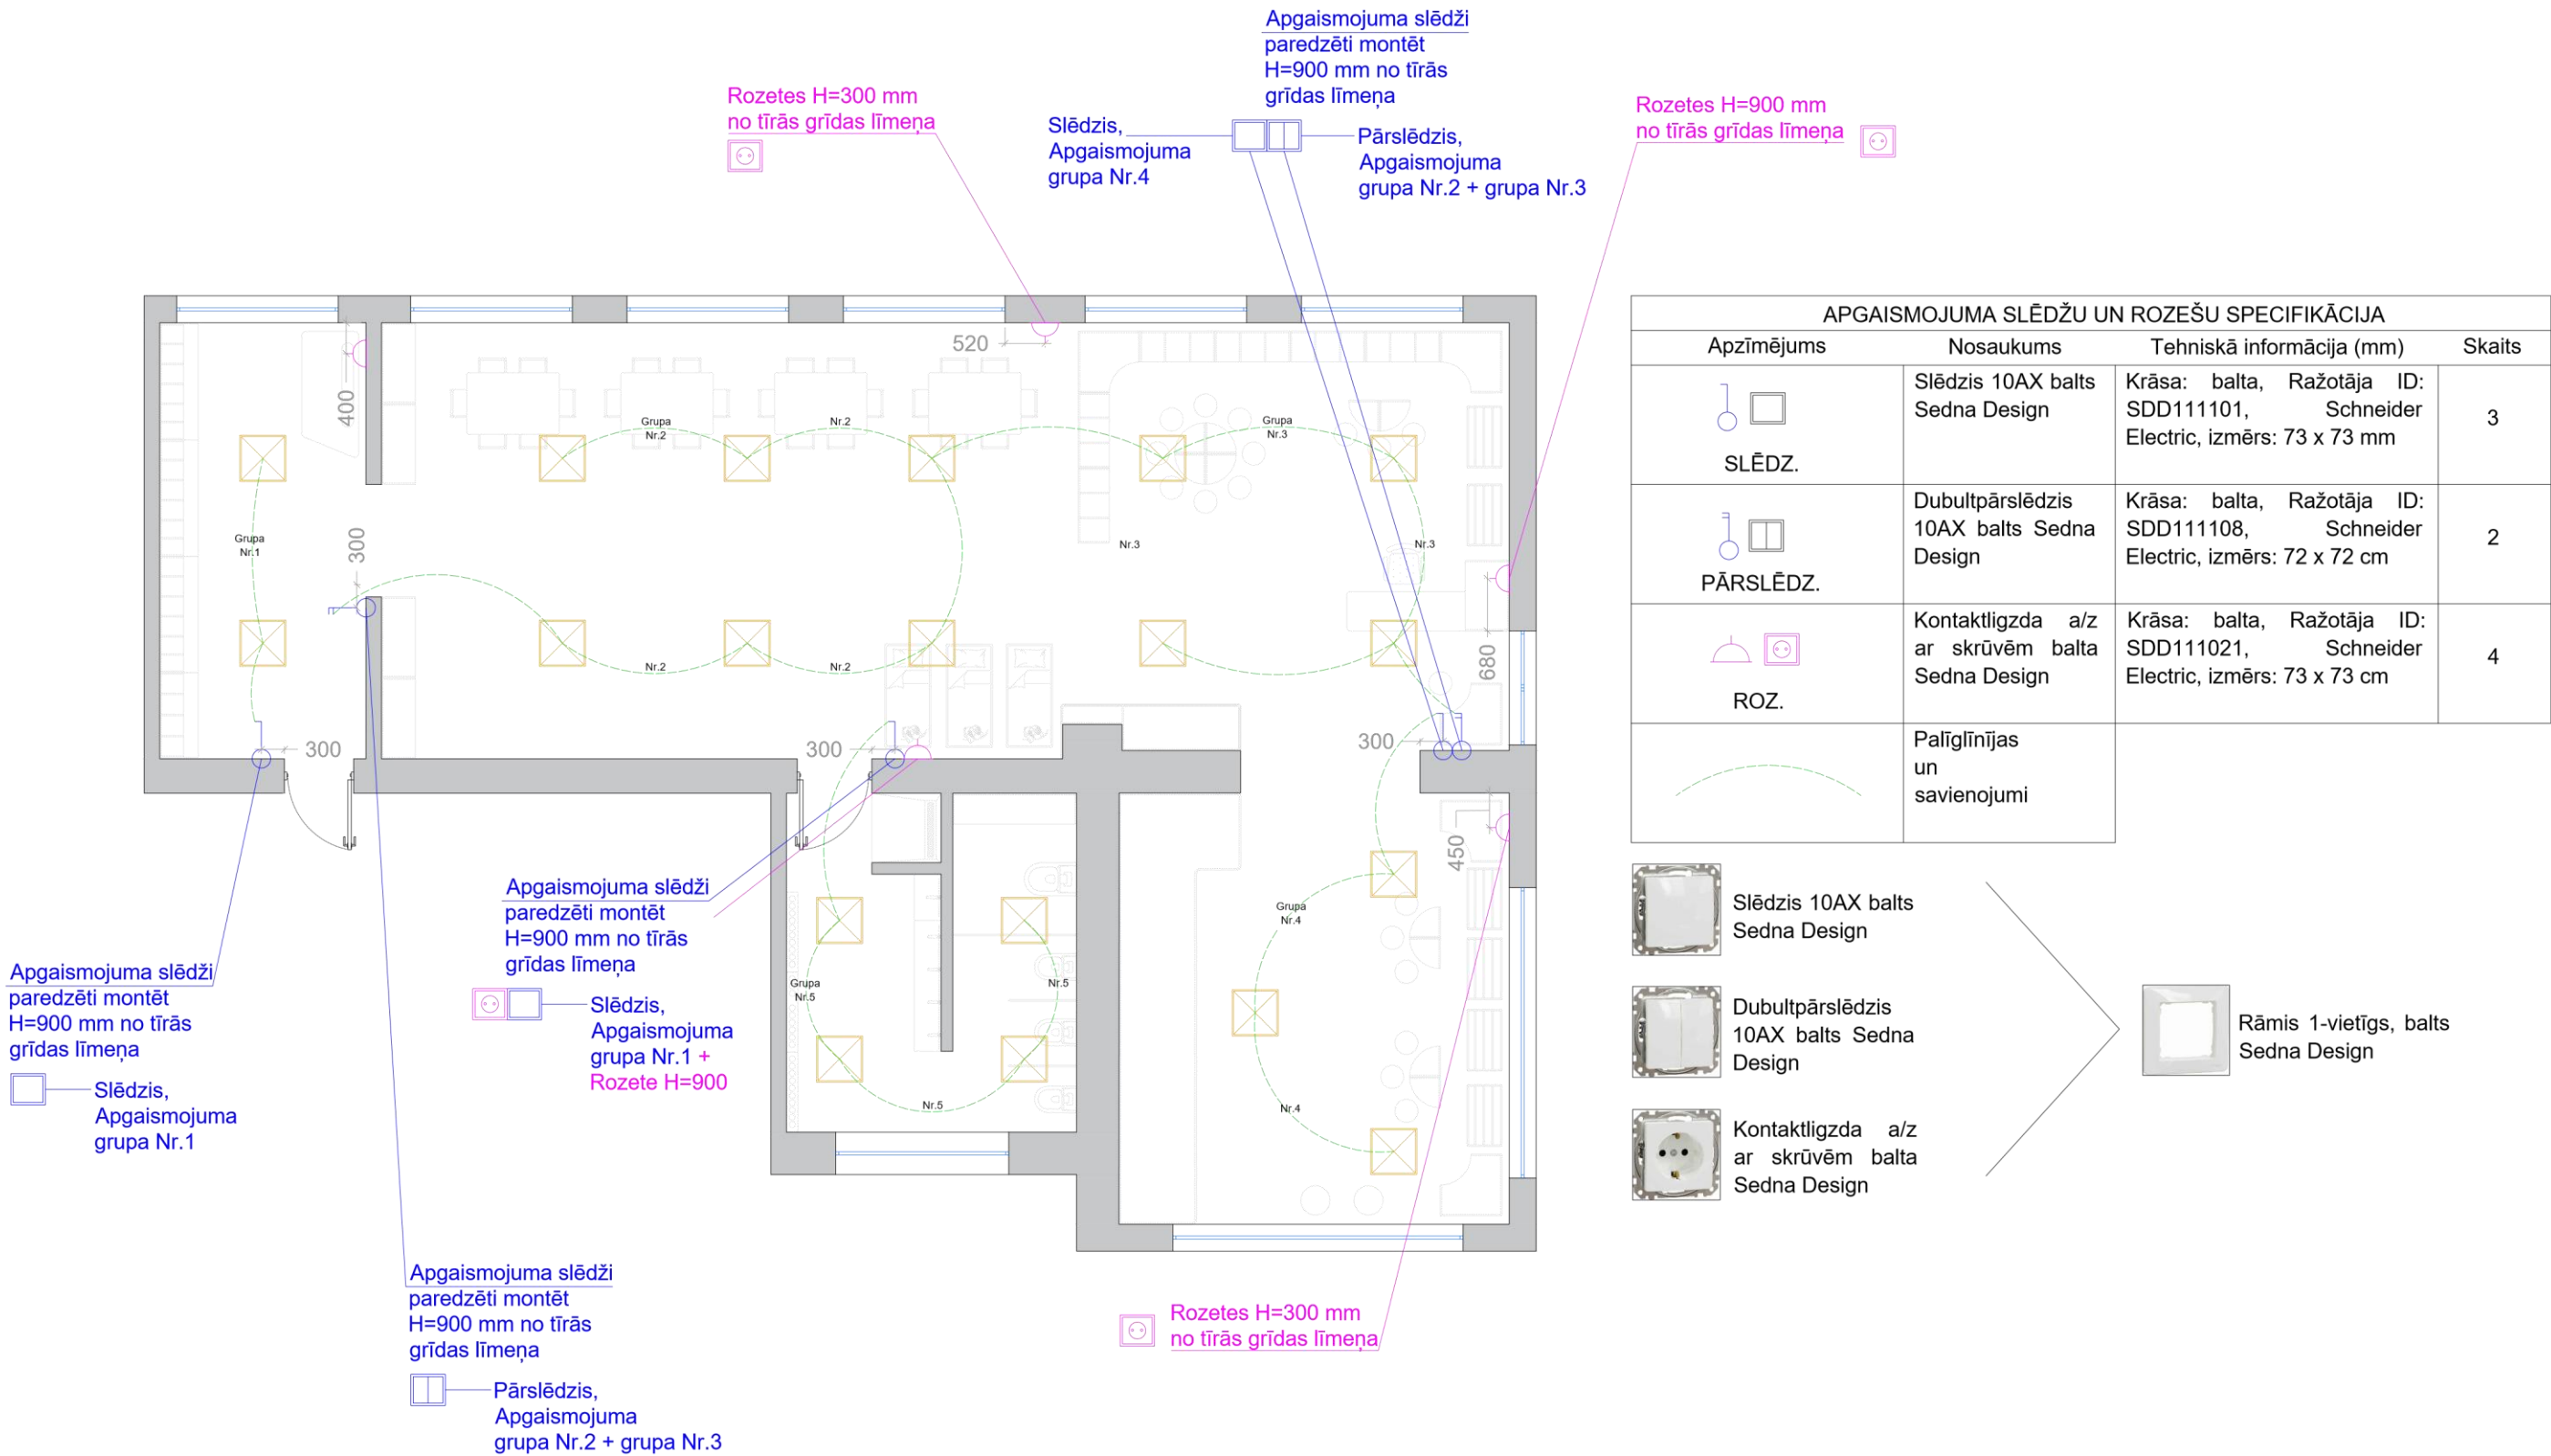 Apgaismojuma slēdži
paredzēti montēt
H=900 mm no tīrās
grīdas līmeņa
Rozetes H=300 mm
no tīrās grīdas līmeņa
Slēdzis,
Apgaismojuma
grupa Nr.4
Pārslēdzis,
Apgaismojuma
grupa Nr.2 + grupa Nr.3
Rozetes H=900 mm
no tīrās grīdas līmeņa
520
400
Grupa
Nr.2
Nr.2
Grupa
Nr.3
Grupa
Nr.1
300
Nr.3
Nr.3
Nr.2
Nr.2
680
300
300
300
450
Grupa
Nr.4
Grupa
Nr.5
Nr.5
Nr.5
Nr.4
Apgaismojuma slēdži
paredzēti montēt
H=900 mm no tīrās
grīdas līmeņa
Slēdzis,
Apgaismojuma
grupa Nr.1 +
Rozete H=900
Apgaismojuma slēdži
paredzēti montēt
H=900 mm no tīrās
grīdas līmeņa
Slēdzis,
Apgaismojuma
grupa Nr.1
Apgaismojuma slēdži
paredzēti montēt
H=900 mm no tīrās
grīdas līmeņa
Pārslēdzis,
Apgaismojuma
grupa Nr.2 + grupa Nr.3
Rozetes H=300 mm
no tīrās grīdas līmeņa
APGAISMOJUMA SLĒDŽU UN ROZEŠU SPECIFIKĀCIJA
Apzīmējums Nosaukums Tehniskā informācija (mm) Skaits
SLĒDZ.
Slēdzis 10AX balts
Sedna Design
Krāsa: balta, Ražotāja ID:
SDD111101, Schneider
Electric, izmērs: 73 x 73 mm
3
PĀRSLĒDZ.
Dubultpārslēdzis
10AX balts Sedna
Design
Krāsa: balta, Ražotāja ID:
SDD111108, Schneider
Electric, izmērs: 72 x 72 cm
2
ROZ.
Kontaktligzda a/z
ar skrūvēm balta
Sedna Design
Krāsa: balta, Ražotāja ID:
SDD111021, Schneider
Electric, izmērs: 73 x 73 cm
4
Palīglīnījas
un
savienojumi
Slēdzis 10AX balts
Sedna Design
Dubultpārslēdzis
10AX balts Sedna
Design
Kontaktligzda a/z
ar skrūvēm balta
Sedna Design
Rāmis 1-vietīgs, balts
Sedna Design